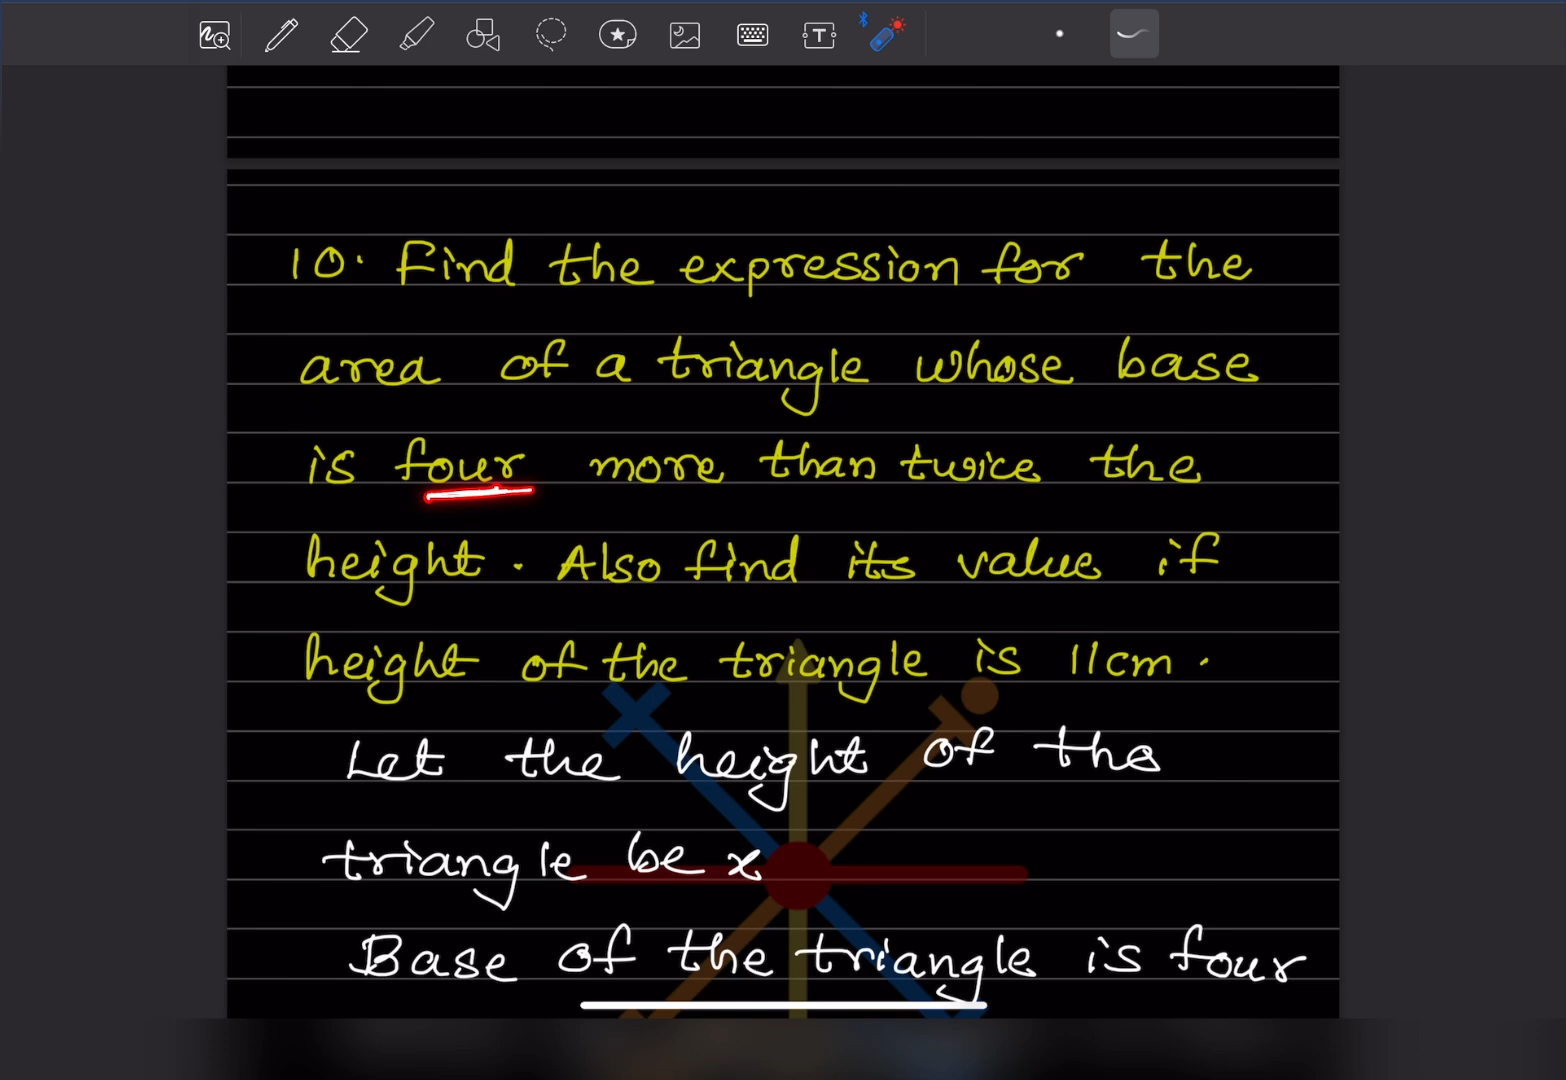 10. Find the expression for the
area of a triangle whose base
is four more than twice the
height. Also find its value if
height of the triangle is 11cm.
Let the height of the
triangle be x
Base of the triangle is four